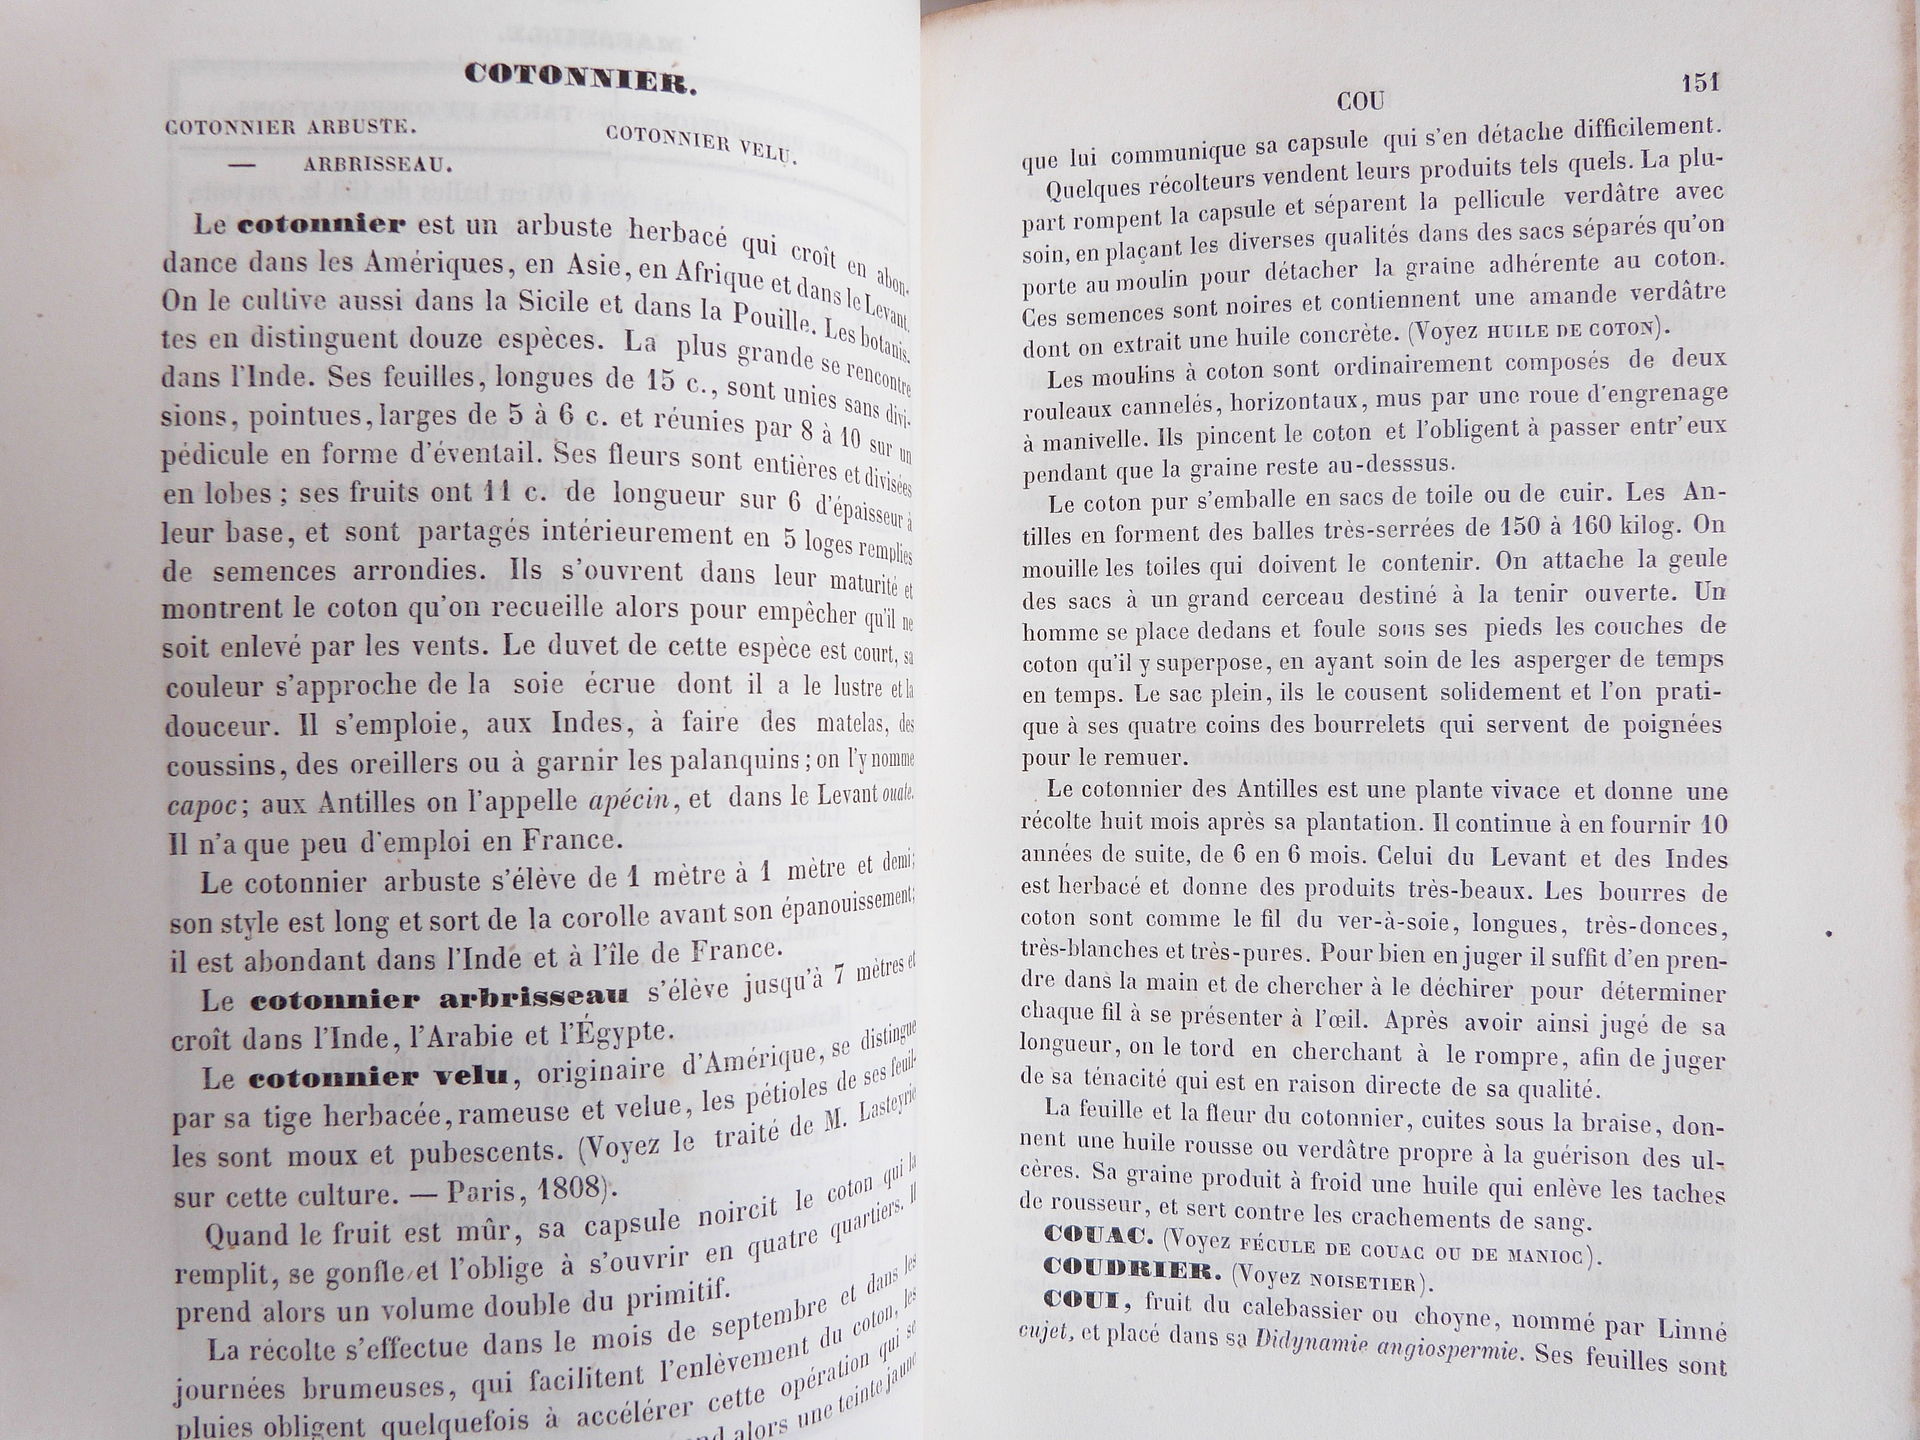 COTONNIER.
COTONNIER ARBUSTE.
— ARBRISSEAU.
COTONNIER VELU.
Le cotonnier est un arbuste herbacé qui croît en abon-
dance dans les Amériques, en Asie, en Afrique et dans le Levant.
On le cultive aussi dans la Sicile et dans la Pouille. Les botanis-
tes en distinguent douze espèces. La plus grande se rencontre
dans l'Inde. Ses feuilles, longues de 15 c., sont unies sans divi-
sions, pointues, larges de 5 à 6 c. et réunies par 8 à 10 sur un
pédicule en forme d'éventail. Ses fleurs sont entières et divisées
en lobes ; ses fruits ont 11 c. de longueur sur 6 d'épaisseur à
leur base, et sont partagés intérieurement en 5 loges remplies
de semences arrondies. Ils s'ouvrent dans leur maturité et
montrent le coton qu'on recueille alors pour empêcher qu'il ne
soit enlevé par les vents. Le duvet de cette espèce est court, sa
couleur s'approche de la soie écrue dont il a le lustre et la
douceur. Il s'emploie, aux Indes, à faire des matelas, des
coussins, des oreillers ou à garnir les palanquins ; on l'y nomme
capoc ; aux Antilles on l'appelle apécin, et dans le Levant ouate.
Il n'a que peu d'emploi en France.
Le cotonnier arbuste s'élève de 1 mètre à 1 mètre et demi ;
son style est long et sort de la corolle avant son épanouissement ;
il est abondant dans l'Inde et à l'île de France.
Le cotonnier arbrisseau s'élève jusqu'à 7 mètres et
croît dans l'Inde, l'Arabie et l'Égypte.
Le cotonnier velu, originaire d'Amérique, se distingue
par sa tige herbacée, rameuse et velue, les pétioles de ses feuil-
les sont moux et pubescents. (Voyez le traité de M. Lasteyrie
sur cette culture. — Paris, 1808).
Quand le fruit est mûr, sa capsule noircit le coton qui la
remplit, se gonfle et l'oblige à s'ouvrir en quatre quartiers. Il
prend alors un volume double du primitif.
La récolte s'effectue dans le mois de septembre et dans les
journées brumeuses, qui facilitent l'enlèvement du coton, les
pluies obligent quelquefois à accélérer cette opération qui se
alors une teinte jaune
COU
151
que lui communique sa capsule qui s'en détache difficilement.
Quelques récolteurs vendent leurs produits tels quels. La plu-
part rompent la capsule et séparent la pellicule verdâtre avec
soin, en plaçant les diverses qualités dans des sacs séparés qu'on
porte au moulin pour détacher la graine adhérente au coton.
Ces semences sont noires et contiennent une amande verdâtre
dont on extrait une huile concrète. (Voyez HUILE DE COTON).
Les moulins à coton sont ordinairement composés de deux
rouleaux cannelés, horizontaux, mus par une roue d'engrenage
à manivelle. Ils pincent le coton et l'obligent à passer entr'eux
pendant que la graine reste au-desssus.
Le coton pur s'emballe en sacs de toile ou de cuir. Les An-
tilles en forment des balles très-serrées de 150 à 160 kilog. On
mouille les toiles qui doivent le contenir. On attache la geule
des sacs à un grand cerceau destiné à la tenir ouverte. Un
homme se place dedans et foule sous ses pieds les couches de
coton qu'il y superpose, en ayant soin de les asperger de temps
en temps. Le sac plein, ils le cousent solidement et l'on prati-
que à ses quatre coins des bourrelets qui servent de poignées
pour le remuer.
Le cotonnier des Antilles est une plante vivace et donne une
récolte huit mois après sa plantation. Il continue à en fournir 10
années de suite, de 6 en 6 mois. Celui du Levant et des Indes
est herbacé et donne des produits très-beaux. Les bourres de
coton sont comme le fil du ver-à-soie, longues, très-donces,
très-blanches et très-pures. Pour bien en juger il suffit d'en pren-
dre dans la main et de chercher à le déchirer pour déterminer
chaque fil à se présenter à l'œil. Après avoir ainsi jugé de sa
longueur, on le tord en cherchant à le rompre, afin de juger
de sa ténacité qui est en raison directe de sa qualité.
La feuille et la fleur du cotonnier, cuites sous la braise, don-
nent une huile rousse ou verdâtre propre à la guérison des ul-
cères. Sa graine produit à froid une huile qui enlève les taches
de rousseur, et sert contre les crachements de sang.
COUAC. (Voyez FÉCULE DE COUAC OU DE MANIOC).
COUDRIER. (Voyez NOISETIER).
COUI, fruit du calebassier ou choyne, nommé par Linné
cujet, et placé dans sa Didynamie angiospermie. Ses feuilles sont